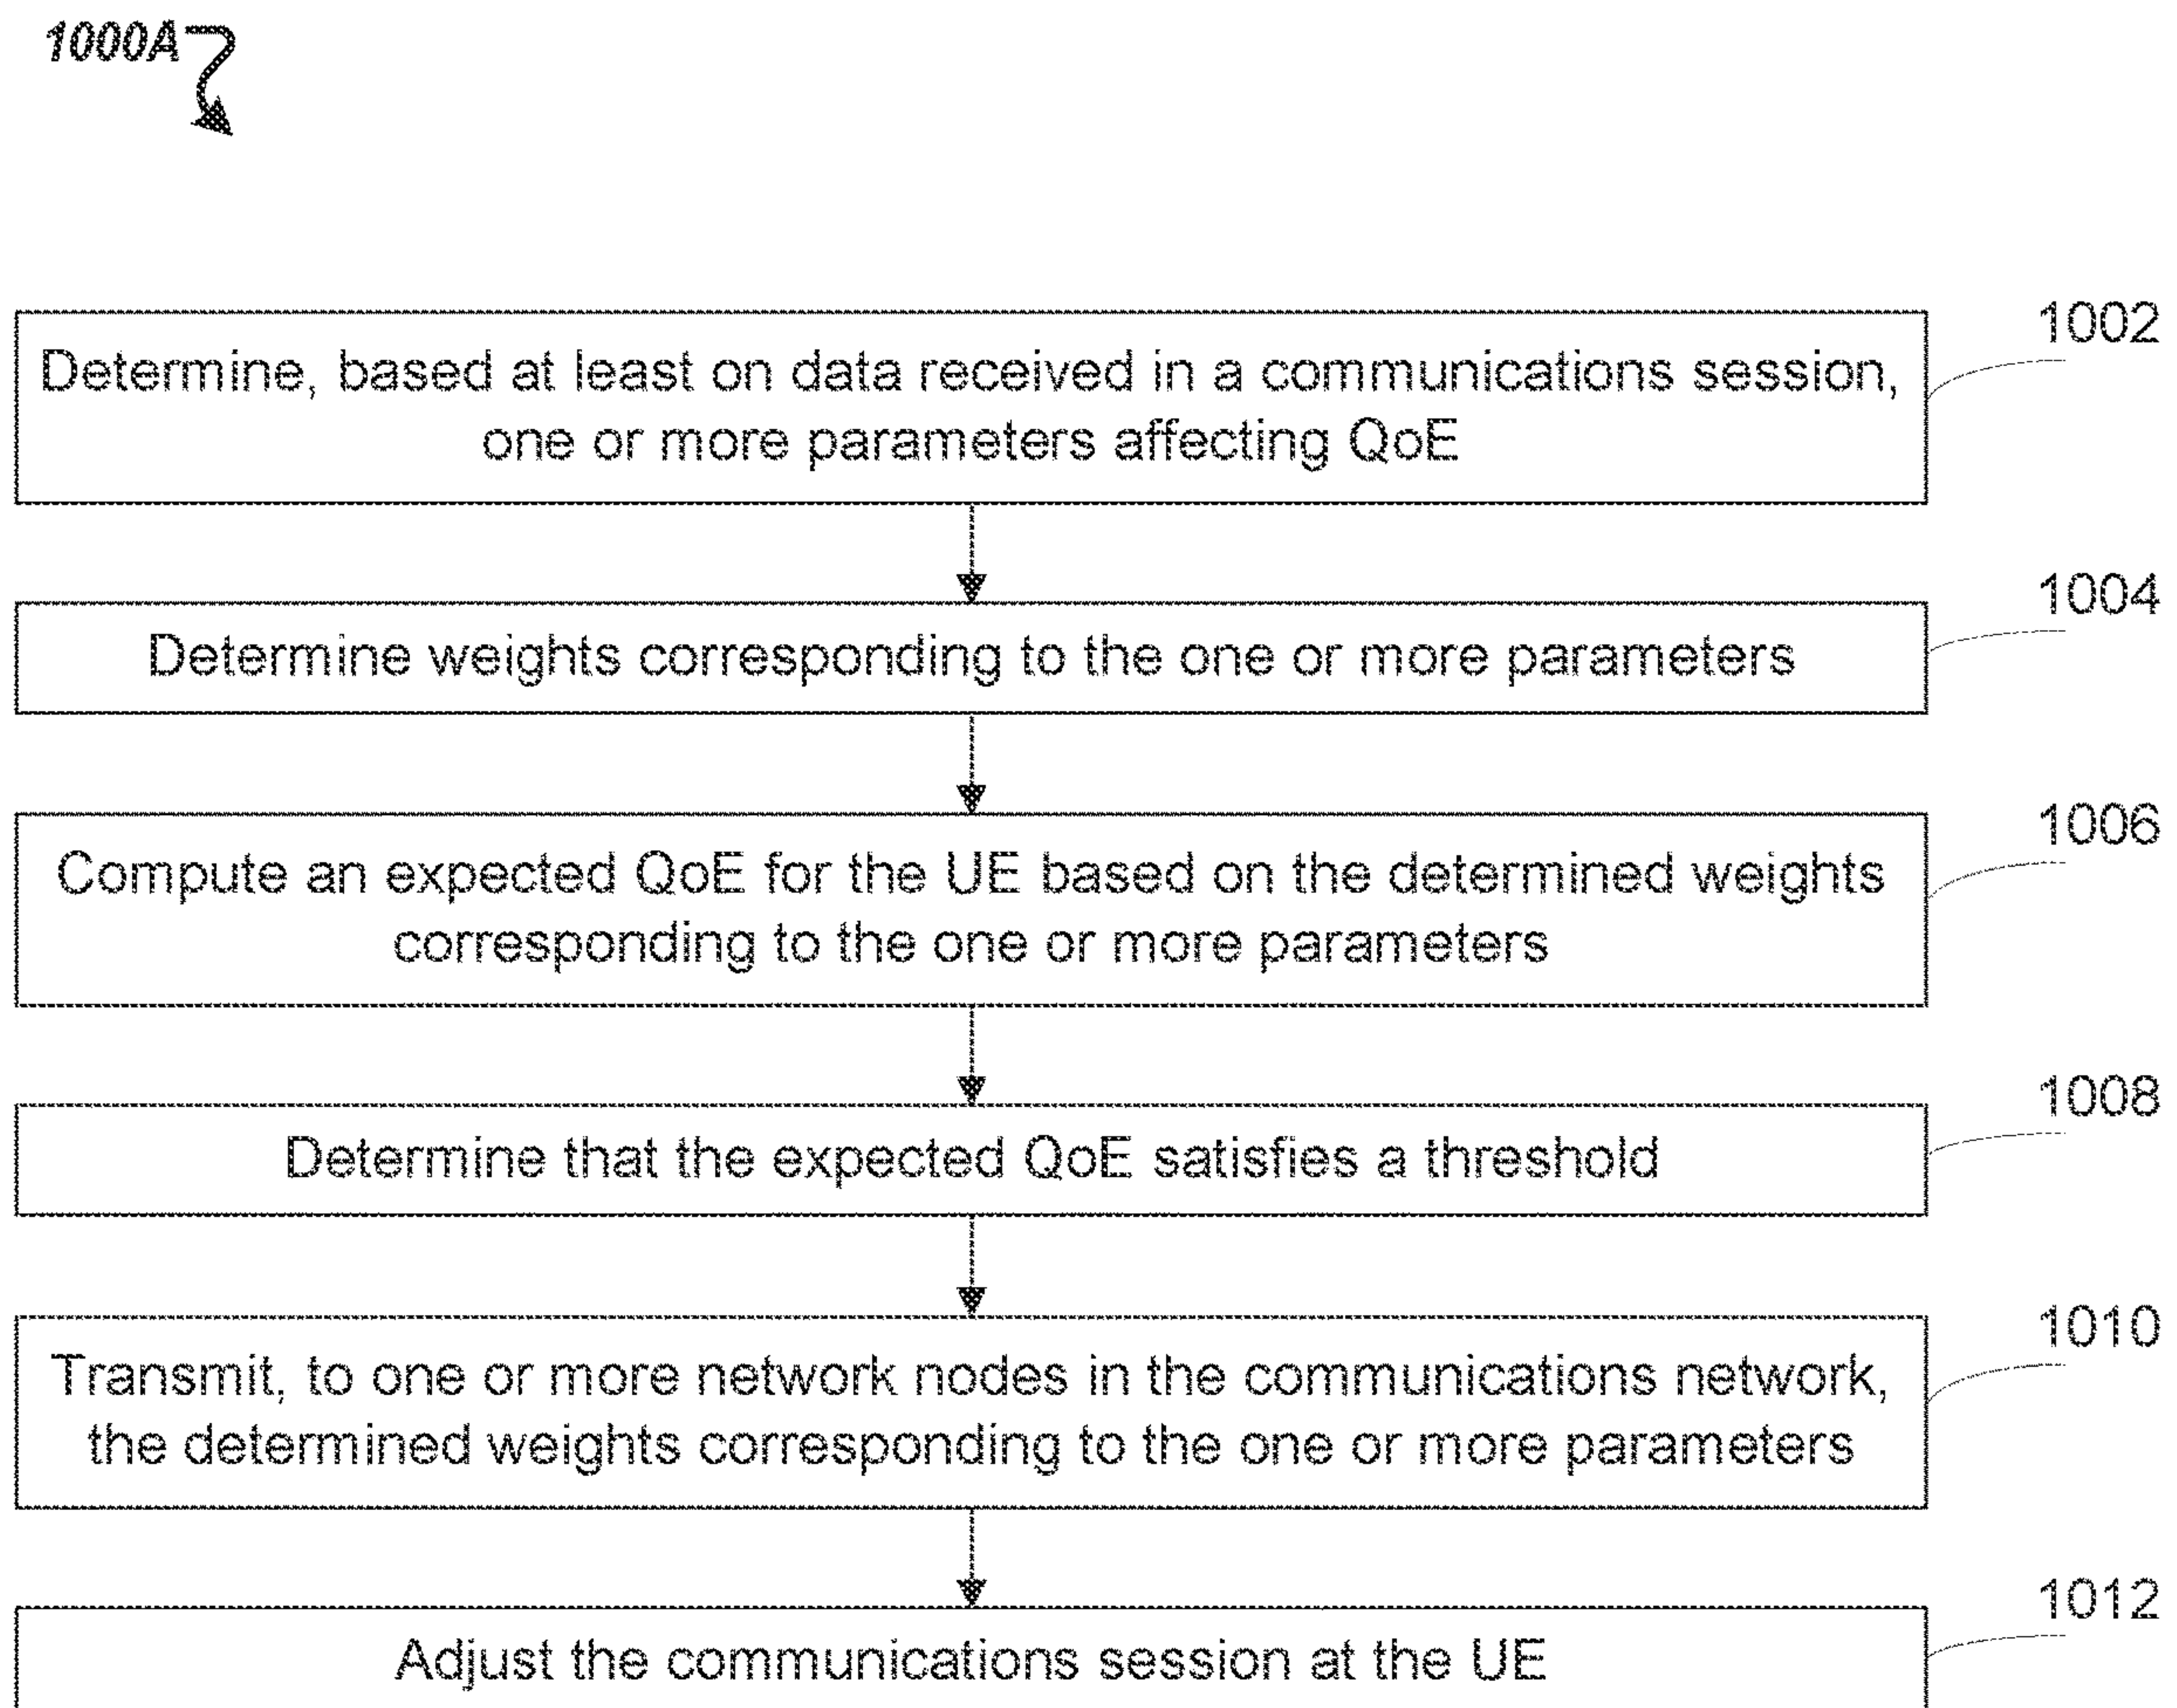 1000A
1002
Determine, based at least on data received in a communications session,
one or more parameters affecting QoE
1004
Determine weights corresponding to the one or more parameters
1006
Compute an expected QoE for the UE based on the determined weights
corresponding to the one or more parameters
1008
Determine that the expected QoE satisfies a threshold
1010
Transmit, to one or more network nodes in the communications network,
the determined weights corresponding to the one or more parameters
1012
Adjust the communications session at the UE